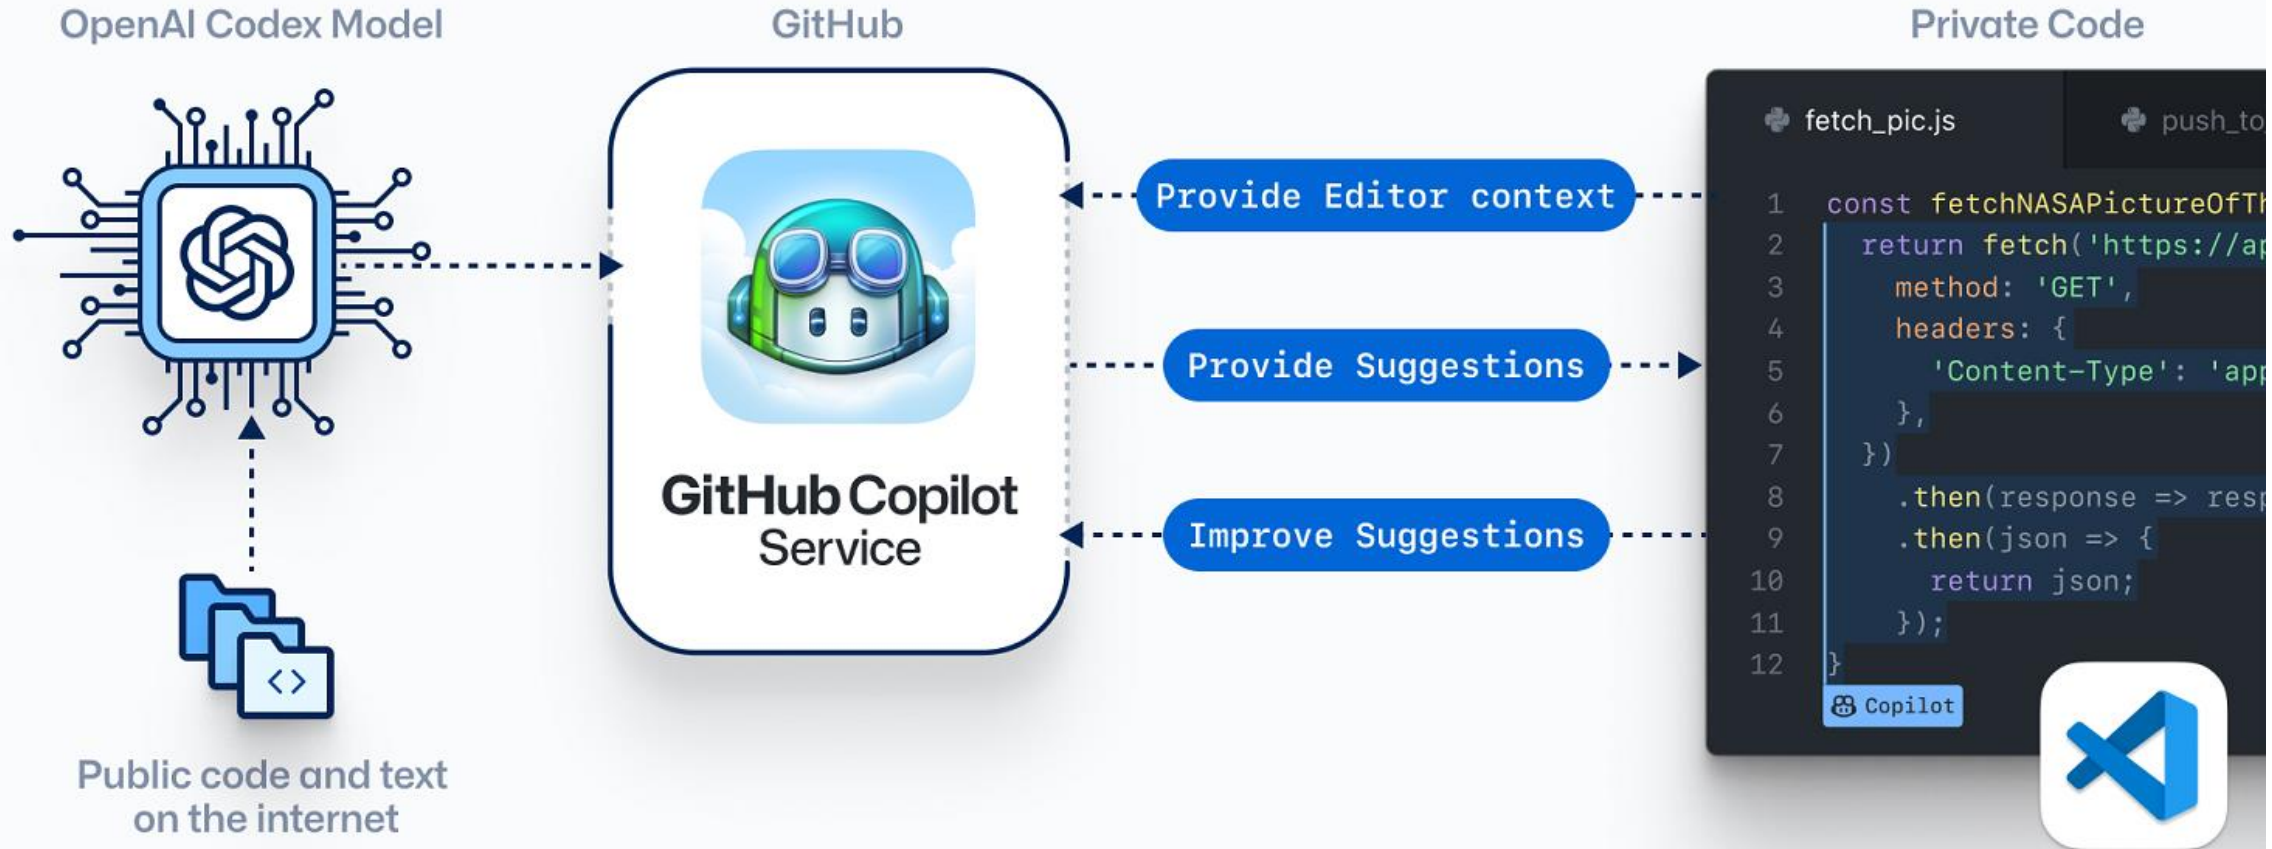 OpenAI Codex Model
GitHub
Private Code
fetch_pic.js
push_to
Provide Editor context
Provide Suggestions
Improve Suggestions
GitHub Copilot
Service
1 const fetchNASAPictureOfTh
2 return fetch('https://ap
3 method: 'GET',
4 headers: {
5 'Content-Type': 'app
6 },
7 })
8 .then(response => resp
9 .then(json => {
10 return json;
11 });
12 }
Copilot
<>
Public code and text
on the internet